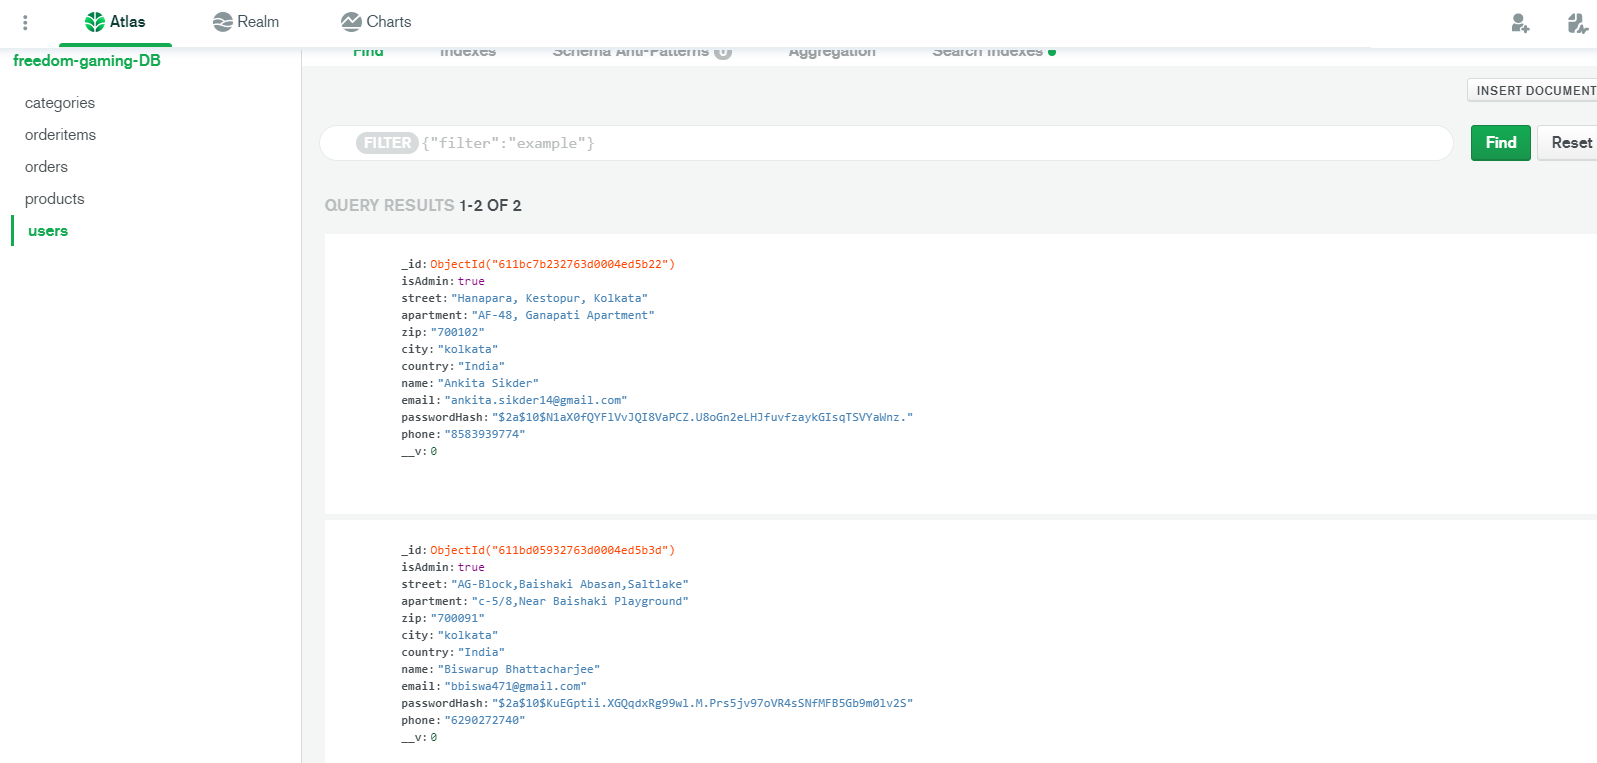 Atlas Realm Charts
freedom-gaming-DB
Find Indexes Schema Anti-Patterns 0 Aggregation Search Indexes
categories
INSERT DOCUMENT
orderitems
FILTER {"filter":"example"}
Find Reset
orders
products
users
QUERY RESULTS 1-2 OF 2
_id: ObjectId("611bc7b232763d0004ed5b22")
isAdmin: true
street: "Hanapara, Kestopur, Kolkata"
apartment: "AF-48, Ganapati Apartment"
zip: "700102"
city: "kolkata"
country: "India"
name: "Ankita Sikder"
email: "ankita.sikder14@gmail.com"
passwordHash: "$2a$10$N1aX0fQYFlVvJQI8VaPCZ.U8oGn2eLHJfuvfzaykGIsqTSVYaWnz."
phone: "8583939774"
__v: 0
_id: ObjectId("611bd05932763d0004ed5b3d")
isAdmin: true
street: "AG-Block,Baishaki Abasan,Saltlake"
apartment: "c-5/8,Near Baishaki Playground"
zip: "700091"
city: "kolkata"
country: "India"
name: "Biswarup Bhattacharjee"
email: "bbiswa471@gmail.com"
passwordHash: "$2a$10$KuEGptii.XGQqdxRg99wl.M.Prs5jv97oVR4sSNfMFB5Gb9m0lv2S"
phone: "6290272740"
__v: 0